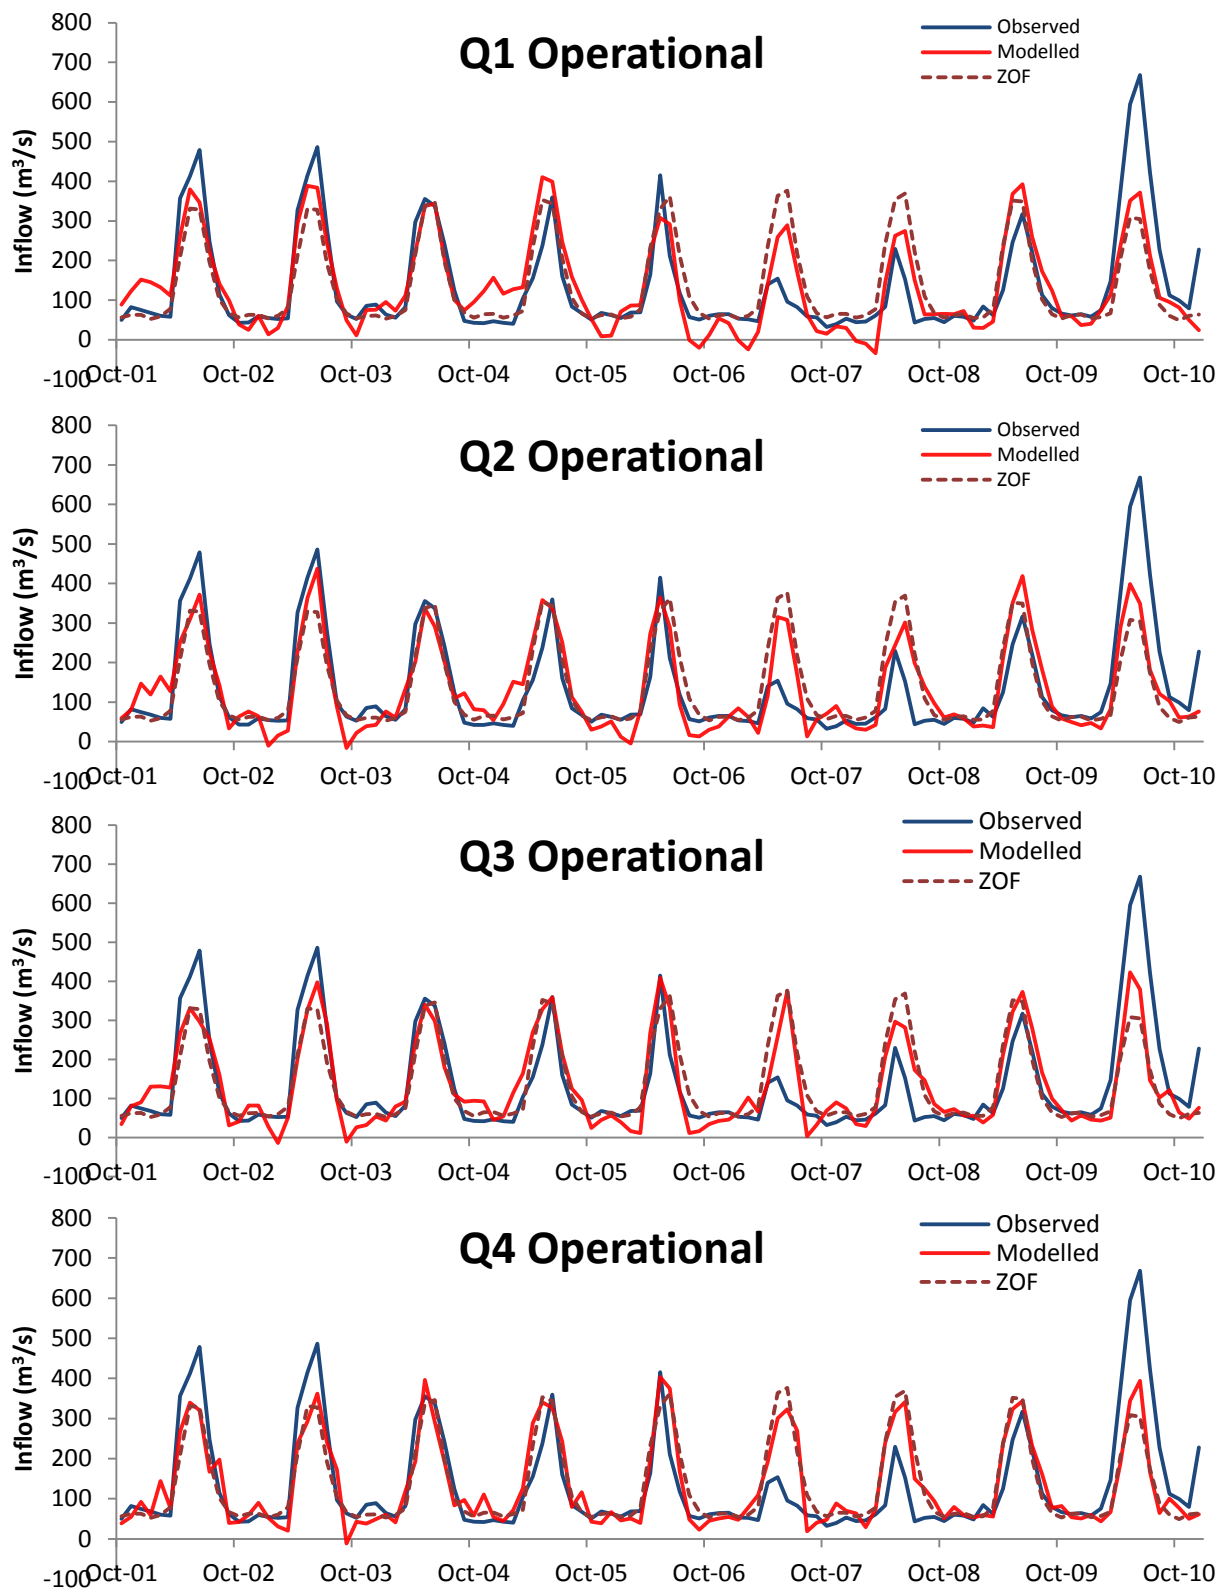 800
700
600
500
400
300
200
100
0
-100
Inflow (m³/s)
Q1 Operational
Observed
Modelled
ZOF
Oct-01 Oct-02 Oct-03 Oct-04 Oct-05 Oct-06 Oct-07 Oct-08 Oct-09 Oct-10
800
700
600
500
400
300
200
100
0
-100
Inflow (m³/s)
Q2 Operational
Observed
Modelled
ZOF
Oct-01 Oct-02 Oct-03 Oct-04 Oct-05 Oct-06 Oct-07 Oct-08 Oct-09 Oct-10
800
700
600
500
400
300
200
100
0
-100
Inflow (m³/s)
Q3 Operational
Observed
Modelled
ZOF
Oct-01 Oct-02 Oct-03 Oct-04 Oct-05 Oct-06 Oct-07 Oct-08 Oct-09 Oct-10
800
700
600
500
400
300
200
100
0
-100
Inflow (m³/s)
Q4 Operational
Observed
Modelled
ZOF
Oct-01 Oct-02 Oct-03 Oct-04 Oct-05 Oct-06 Oct-07 Oct-08 Oct-09 Oct-10